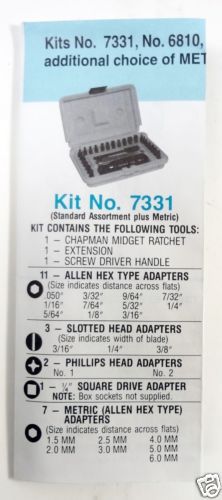 Kits No. 7331, No. 6810,
additional choice of MET
Kit No. 7331
(Standard Assortment plus Metric)
KIT CONTAINS THE FOLLOWING TOOLS:
1 – CHAPMAN MIDGET RATCHET
1 – EXTENSION
1 – SCREW DRIVER HANDLE
11 – ALLEN HEX TYPE ADAPTERS
(Size indicates distance across flats)
.050" 3/32" 9/64" 7/32"
1/16" 7/64" 5/32" 1/4"
5/64" 1/8" 3/16"
3 – SLOTTED HEAD ADAPTERS
(Size indicates width of blade)
3/16" 1/4" 3/8"
2 – PHILLIPS HEAD ADAPTERS
No. 1 No. 2
1 – ¼" SQUARE DRIVE ADAPTER
NOTE: Box sockets not supplied.
7 – METRIC (ALLEN HEX TYPE)
ADAPTERS
(Size indicates distance across flats)
1.5 MM 2.5 MM 4.0 MM
2.0 MM 3.0 MM 5.0 MM
6.0 MM